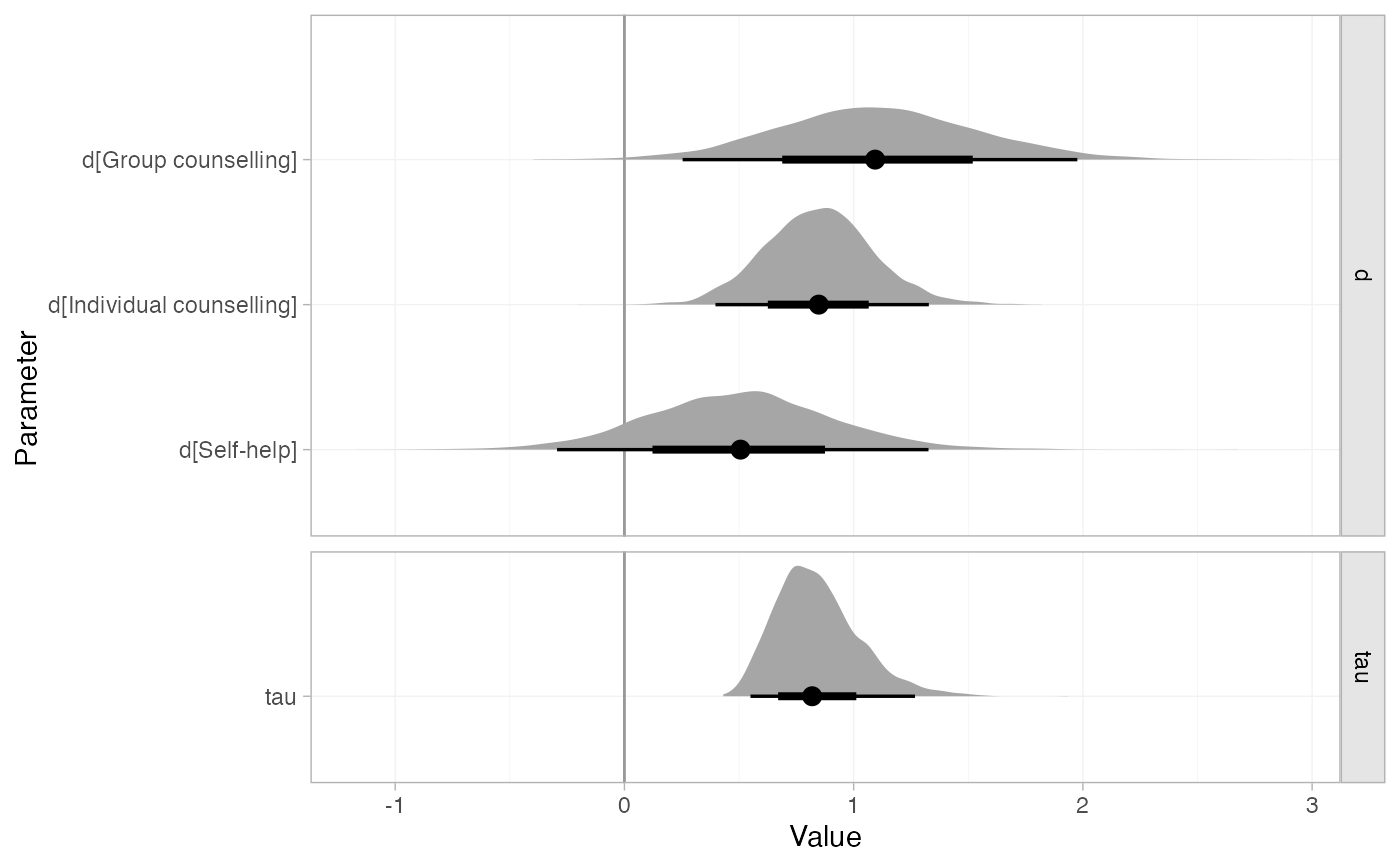 d[Group counselling]
d[Individual counselling]
d[Self-help]
d
Parameter
tau
tau
-1 0 1 2 3
Value